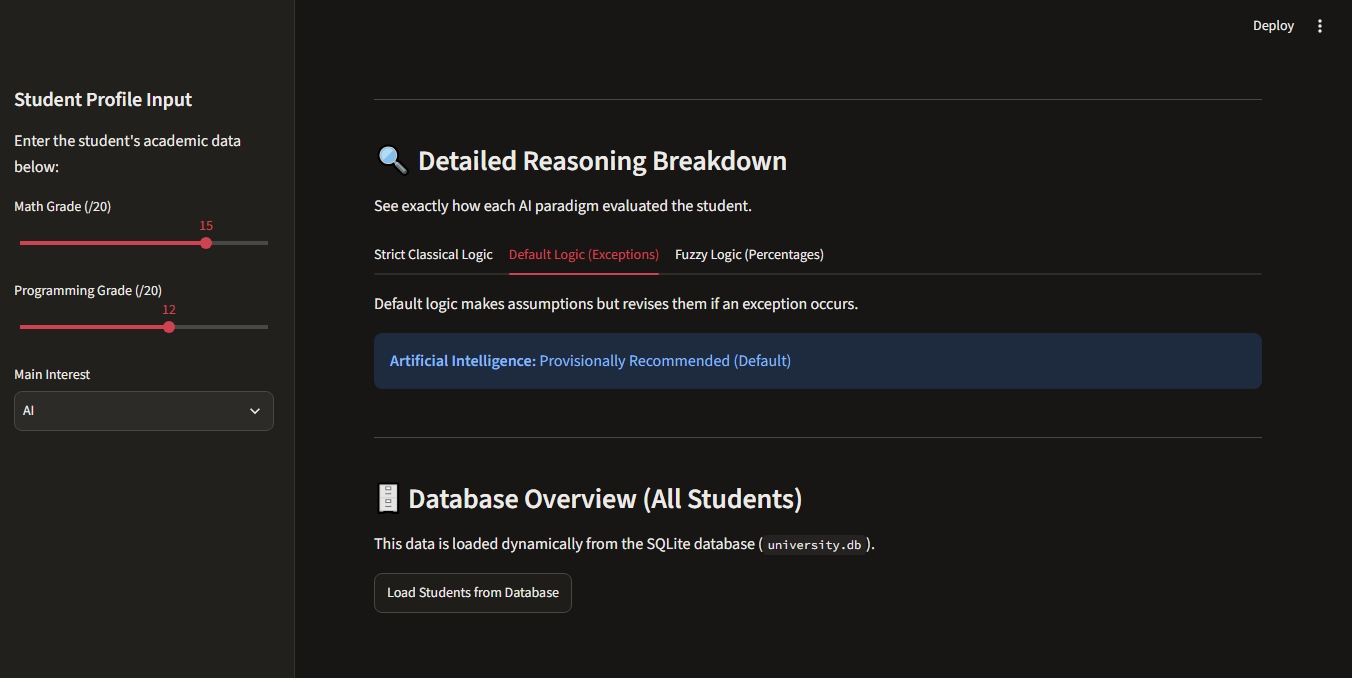 Deploy
Student Profile Input
Enter the student's academic data
below:
Math Grade (/20)
15
Programming Grade (/20)
12
Main Interest
AI
Detailed Reasoning Breakdown
See exactly how each AI paradigm evaluated the student.
Strict Classical Logic Default Logic (Exceptions) Fuzzy Logic (Percentages)
Default logic makes assumptions but revises them if an exception occurs.
Artificial Intelligence: Provisionally Recommended (Default)
Database Overview (All Students)
This data is loaded dynamically from the SQLite database ( university.db ).
Load Students from Database